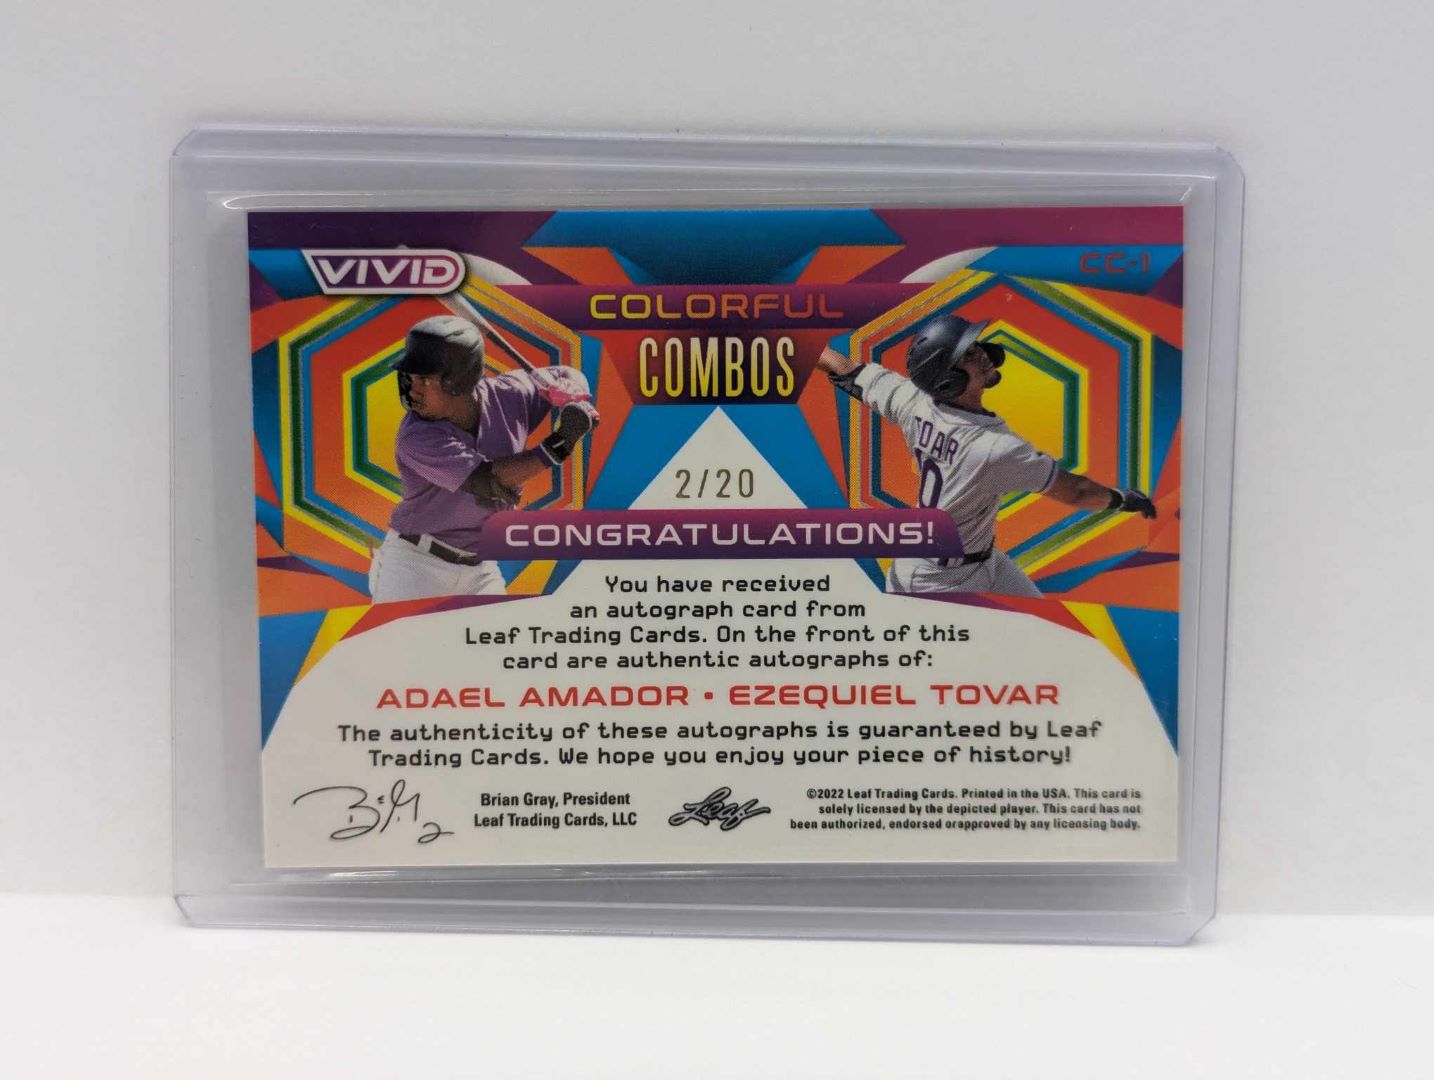 VIVID
CC-1
COLORFUL
COMBOS
2/20
CONGRATULATIONS!
You have received
an autograph card from
Leaf Trading Cards. On the front of this
card are authentic autographs of:
ADAEL AMADOR • EZEQUIEL TOVAR
The authenticity of these autographs is guaranteed by Leaf
Trading Cards. We hope you enjoy your piece of history!
Brian Gray, President
Leaf Trading Cards, LLC
Leaf
©2022 Leaf Trading Cards. Printed in the USA. This card is
solely licensed by the depicted player. This card has not
been authorized, endorsed orapproved by any licensing body.